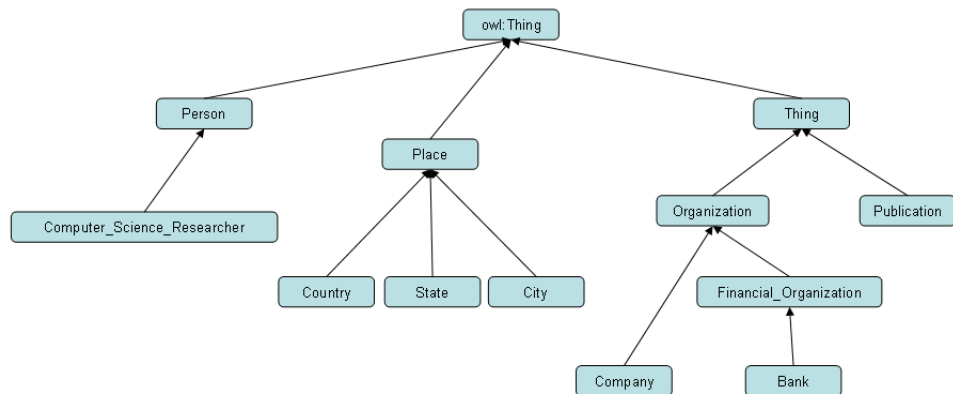 owl:Thing
Person
Thing
Place
Organization
Publication
Computer_Science_Researcher
Country
State
City
Financial_Organization
Company
Bank